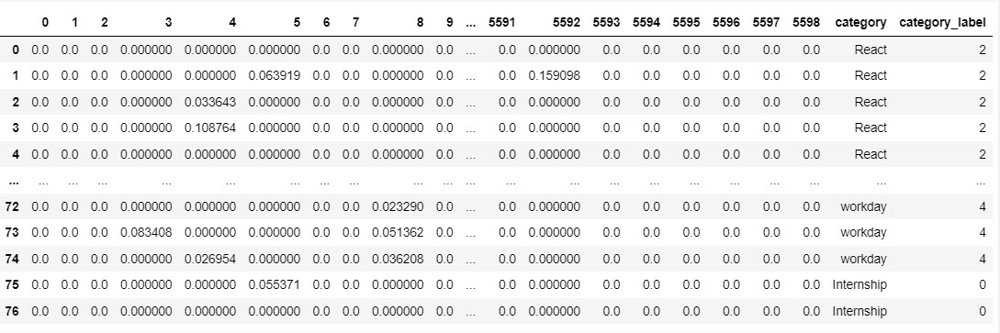 0 1 2 3 4 5 6 7 8 9 ... 5591 5592 5593 5594 5595 5596 5597 5598 category category_label
0 0.0 0.0 0.0 0.000000 0.000000 0.000000 0.0 0.0 0.000000 0.0 ... 0.0 0.000000 0.0 0.0 0.0 0.0 0.0 0.0 React 2
1 0.0 0.0 0.0 0.000000 0.000000 0.063919 0.0 0.0 0.000000 0.0 ... 0.0 0.159098 0.0 0.0 0.0 0.0 0.0 0.0 React 2
2 0.0 0.0 0.0 0.000000 0.033643 0.000000 0.0 0.0 0.000000 0.0 ... 0.0 0.000000 0.0 0.0 0.0 0.0 0.0 0.0 React 2
3 0.0 0.0 0.0 0.000000 0.108764 0.000000 0.0 0.0 0.000000 0.0 ... 0.0 0.000000 0.0 0.0 0.0 0.0 0.0 0.0 React 2
4 0.0 0.0 0.0 0.000000 0.000000 0.000000 0.0 0.0 0.000000 0.0 ... 0.0 0.000000 0.0 0.0 0.0 0.0 0.0 0.0 React 2
... ... ... ... ... ... ... ... ... ... ... ... ... ... ... ... ... ... ... ... ... ...
72 0.0 0.0 0.0 0.000000 0.000000 0.000000 0.0 0.0 0.023290 0.0 ... 0.0 0.000000 0.0 0.0 0.0 0.0 0.0 0.0 workday 4
73 0.0 0.0 0.0 0.083408 0.000000 0.000000 0.0 0.0 0.051362 0.0 ... 0.0 0.000000 0.0 0.0 0.0 0.0 0.0 0.0 workday 4
74 0.0 0.0 0.0 0.000000 0.026954 0.000000 0.0 0.0 0.036208 0.0 ... 0.0 0.000000 0.0 0.0 0.0 0.0 0.0 0.0 workday 4
75 0.0 0.0 0.0 0.000000 0.000000 0.055371 0.0 0.0 0.000000 0.0 ... 0.0 0.000000 0.0 0.0 0.0 0.0 0.0 0.0 Internship 0
76 0.0 0.0 0.0 0.000000 0.000000 0.000000 0.0 0.0 0.000000 0.0 ... 0.0 0.000000 0.0 0.0 0.0 0.0 0.0 0.0 Internship 0